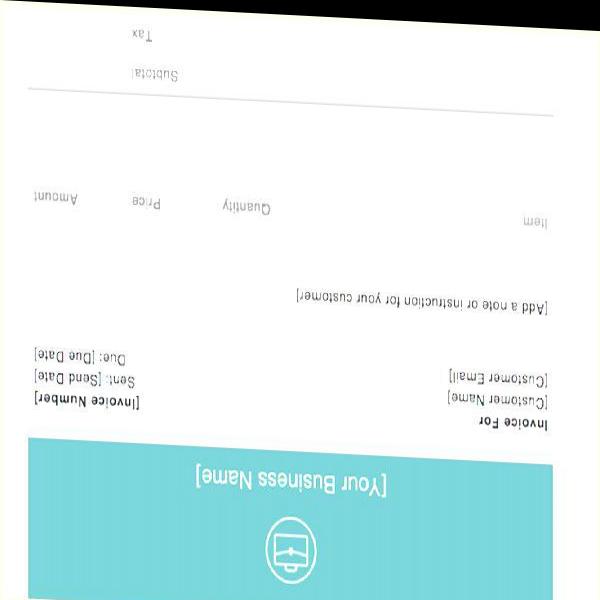 [Your Business Name]
Invoice For
[Customer Name]
[Customer Email]
[Invoice Number]
Sent: [Send Date]
Due: [Due Date]
[Add a note or instruction for your customer]
Item Quantity Price Amount
Subtotal
Tax